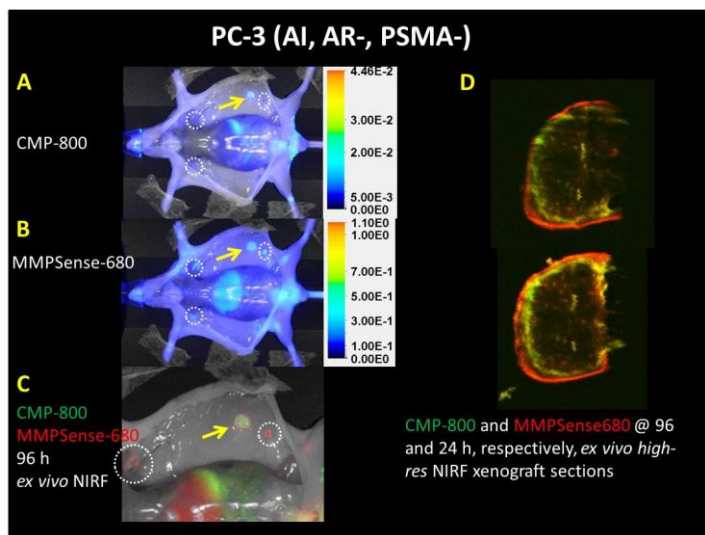 PC-3 (AI, AR-, PSMA-)
A
CMP-800
4.46E-2
3.00E-2
2.00E-2
5.00E-3
0.00E0
B
MMPSense-680
1.10E0
1.00E0
7.00E-1
5.00E-1
3.00E-1
1.00E-1
0.00E0
C
CMP-800
MMPSense-680
96 h
ex vivo NIRF
D
CMP-800 and MMPSense680 @ 96
and 24 h, respectively, ex vivo high-
res NIRF xenograft sections